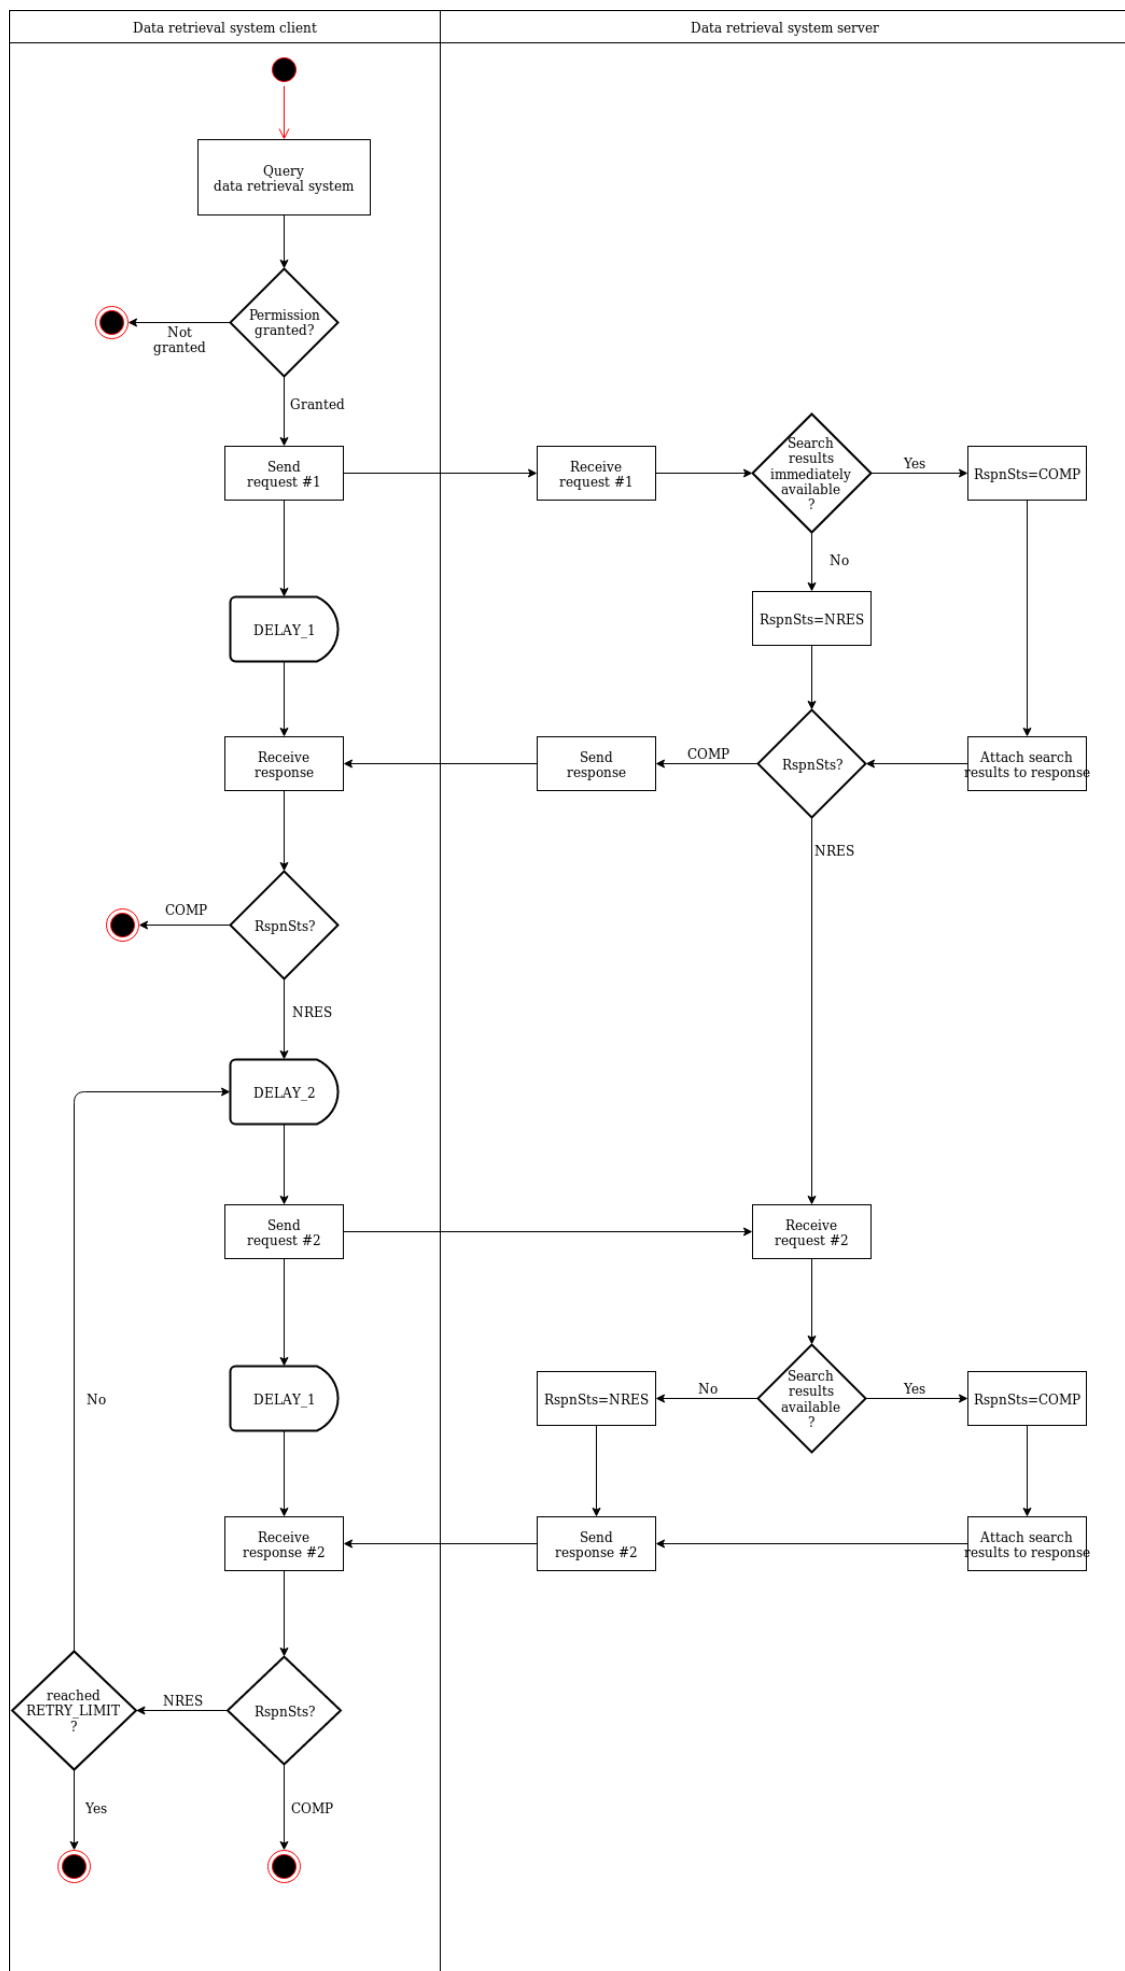 Data retrieval system client
Data retrieval system server
Query
data retrieval system
Permission
granted?
Not
granted
Granted
Send
request #1
Receive
request #1
Search
results
immediately
available
?
Yes
RspnSts=COMP
No
DELAY_1
RspnSts=NRES
Receive
response
Send
response
COMP
RspnSts?
Attach search
results to response
NRES
COMP
RspnSts?
NRES
DELAY_2
Send
request #2
Receive
request #2
No
DELAY_1
RspnSts=NRES
No
Search
results
available
?
Yes
RspnSts=COMP
Receive
response #2
Send
response #2
Attach search
results to response
reached
RETRY_LIMIT
?
NRES
RspnSts?
Yes
COMP